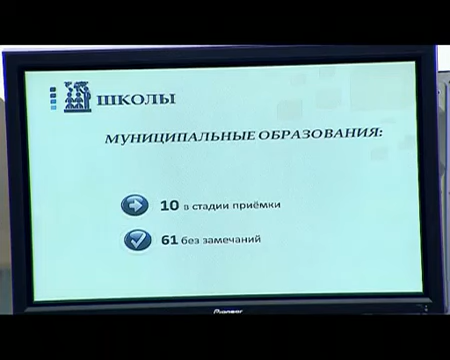 ШКОЛЫ
МУНИЦИПАЛЬНЫЕ ОБРАЗОВАНИЯ:
10 в стадии приёмки
61 без замечаний
Pioneer